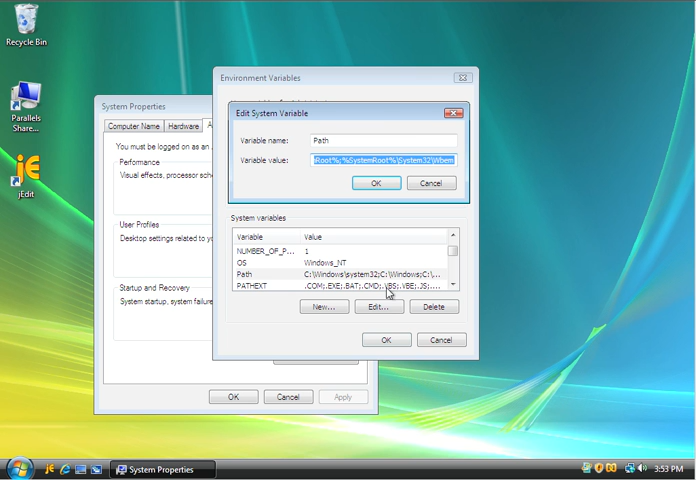 Recycle Bin
Parallels
Share...
jEdit
Environment Variables
System Properties
Computer Name
Hardware
You must be logged on as an
Performance
Visual effects, processor sche
User Profiles
Desktop settings related to yo
Startup and Recovery
System startup, system failure
OK
Cancel
Apply
Edit System Variable
Variable name:
Path
Variable value:
Root%;%SystemRoot%\System32\Wbem
OK
Cancel
System variables
Variable
Value
NUMBER_OF_P...
1
OS
Windows_NT
Path
C:\Windows\system32;C:\Windows;C:\...
PATHEXT
.COM;.EXE;.BAT;.CMD;.VBS;.VBE;.JS;....
New...
Edit...
Delete
OK
Cancel
System Properties
3:53 PM